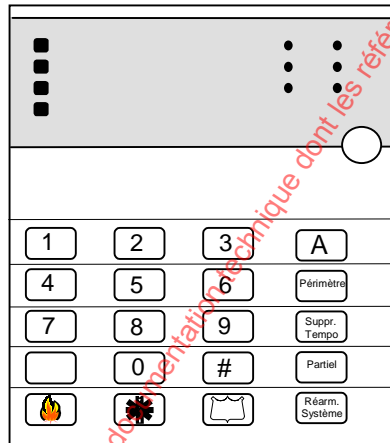 1 2 3 A
4 5 6 Périmètre
7 8 9 Suppr.
Tempo
0 # Partiel
Réarm.
Système
documentation technique dont les référ